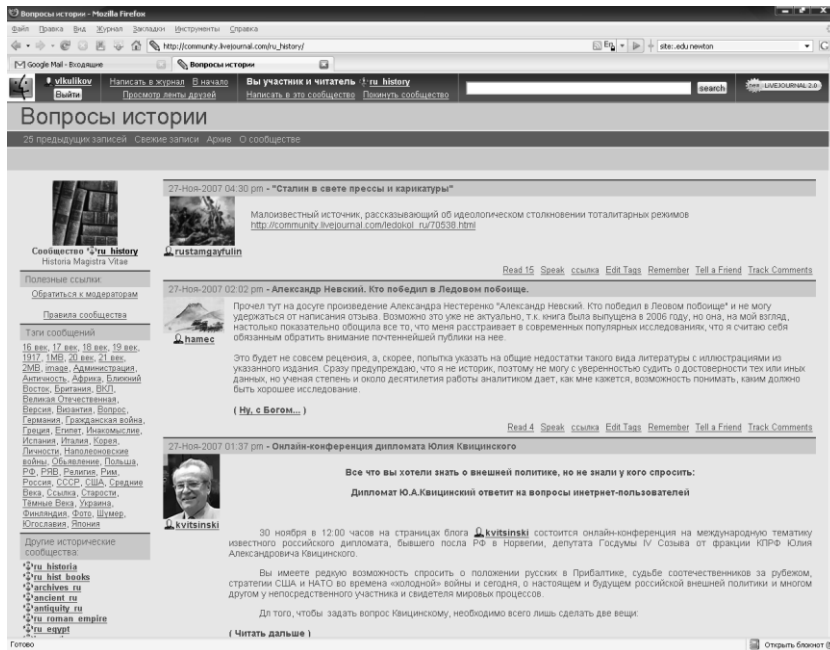 Вопросы истории - Mozilla Firefox
Файл Правка Вид Журнал Закладки Инструменты Справка
http://community.livejournal.com/ru_history/ En site:.edu newton
Google Mail - Входящие Вопросы истории
vlkulikov Написать в журнал В начало Вы участник и читатель ru_history
Выйти Просмотр ленты друзей Написать в это сообщество Покинуть сообщество search LIVEJOURNAL 2.0
Вопросы истории
25 предыдущих записей Свежие записи Архив О сообществе
Сообщество ru_history
Historia Magistra Vitae
Полезные ссылки:
Обратиться к модераторам
Правила сообщества
Таги сообщений
16 век, 17 век, 18 век, 19 век,
1917, 1МВ, 20 век, 21 век,
2МВ, image, Администрация,
Античность, Африка, Ближний
Восток, Британия, ВКЛ,
Великая Отечественная,
Версия, Византия, Вопрос,
Германия, Гражданская война,
Греция, Египет, Инакомыслие,
Испания, Италия, Корея,
Личности, Наполеоновские
войны, Объявление, Польша,
РФ, РЯВ, Религия, Рим,
Россия, СССР, США, Средние
Века, Ссылка, Старости,
Тёмные Века, Украина,
Финляндия, Фото, Шумер,
Югославия, Япония
Другие исторические
сообщества:
ru_historia
ru_hist_books
archives_ru
ancient_ru
antiquity_ru
ru_roman_empire
ru_egypt
27-Ноя-2007 04:30 pm - "Сталин в свете прессы и карикатуры"
Малоизвестный источник, рассказывающий об идеологическом столкновении тоталитарных режимов
http://community.livejournal.com/ledokol_ru/70538.html
rustamgayfulin
Read 15 Speak ссылка Edit Tags Remember Tell a Friend Track Comments
27-Ноя-2007 02:02 pm - Александр Невский. Кто победил в Ледовом побоище.
hamec
Прочел тут на досуге произведение Александра Нестеренко "Александр Невский. Кто победил в Леовом побоище" и не могу
удержаться от написания отзыва. Возможно это уже не актуально, т.к. книга была выпущена в 2006 году, но она, на мой взгляд,
настолько показательно обобщила все то, что меня расстраивает в современных популярных исследованиях, что я считаю себя
обязанным обратить внимание почтеннейшей публики на нее.
Это будет не совсем рецензия, а, скорее, попытка указать на общие недостатки такого вида литературы с иллюстрациями из
указанного издания. Сразу предупреждаю, что я не историк, поэтому не могу с уверенностью судить о достоверности тех или иных
данных, но ученая степень и около десятилетия работы аналитиком дает, как мне кажется, возможность понимать, каким должно
быть хорошее исследование.
( Ну, с Богом... )
Read 4 Speak ссылка Edit Tags Remember Tell a Friend Track Comments
27-Ноя-2007 01:37 pm - Онлайн-конференция дипломата Юлия Квицинского
kvitsinski
Все что вы хотели знать о внешней политике, но не знали у кого спросить:
Дипломат Ю.А.Квицинский ответит на вопросы инетрнет-пользователей
30 ноября в 12:00 часов на страницах блога kvitsinski состоится онлайн-конференция на международную тематику
известного российского дипломата, бывшего посла РФ в Норвегии, депутата Госдумы IV Созыва от фракции КПРФ Юлия
Александровича Квицинского.
Вы имеете редкую возможность спросить о положении русских в Прибалтике, судьбе соотечественников за рубежом,
стратегии США и НАТО во времена «холодной» войны и сегодня, о настоящем и будущем российской внешней политики и многом
другом у непосредственного участника и свидетеля мировых процессов.
Дл того, чтобы задать вопрос Квицинскому, необходимо всего лишь сделать две вещи:
( Читать дальше )
Готово Открыть блокнот